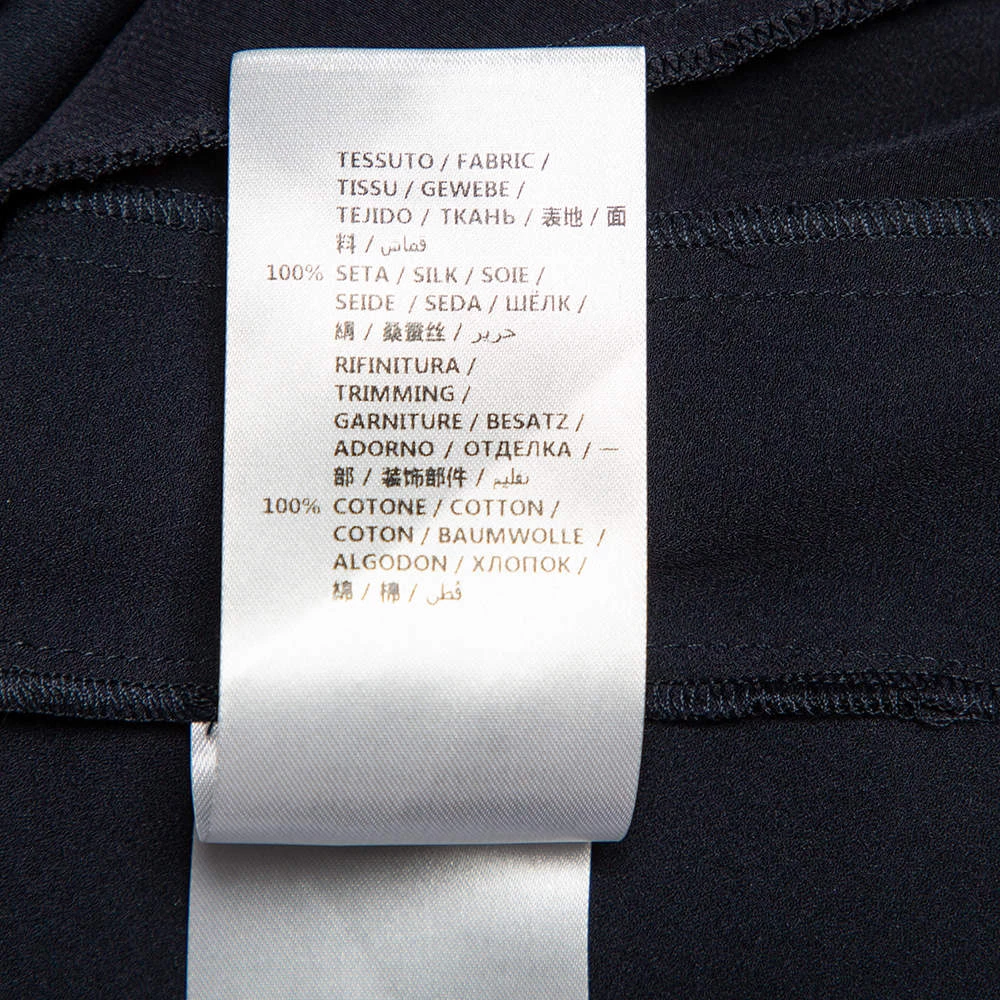 TESSUTO / FABRIC /
TISSU / GEWEBE /
TEJIDO / ТКАНЬ / 表地 / 面
料 / قماش
100% SETA / SILK / SOIE /
SEIDE / SEDA / ШЁЛК /
絹 / 桑蚕丝 / حرير
RIFINITURA /
TRIMMING /
GARNITURE / BESATZ /
ADORNO / ОТДЕЛКА / 一
部 / 装饰部件 / تقليم
100% COTONE / COTTON /
COTON / BAUMWOLLE /
ALGODON / ХЛОПОК /
綿 / 棉 / قُطن